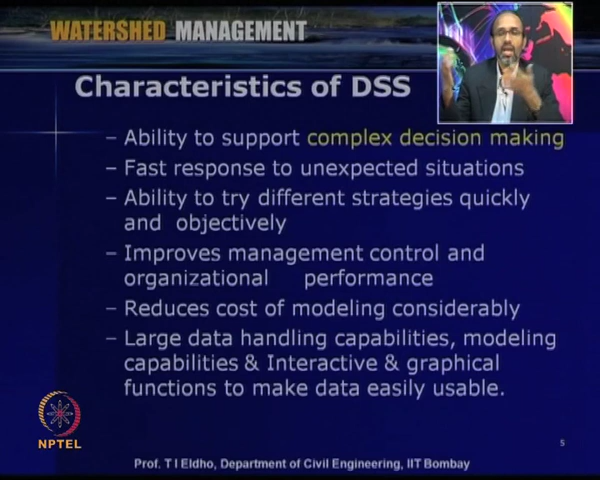 WATERSHED MANAGEMENT
Characteristics of DSS
– Ability to support complex decision making
– Fast response to unexpected situations
– Ability to try different strategies quickly
and objectively
– Improves management control and
organizational performance
– Reduces cost of modeling considerably
– Large data handling capabilities, modeling
capabilities & Interactive & graphical
functions to make data easily usable.
NPTEL
5
Prof. T I Eldho, Department of Civil Engineering, IIT Bombay